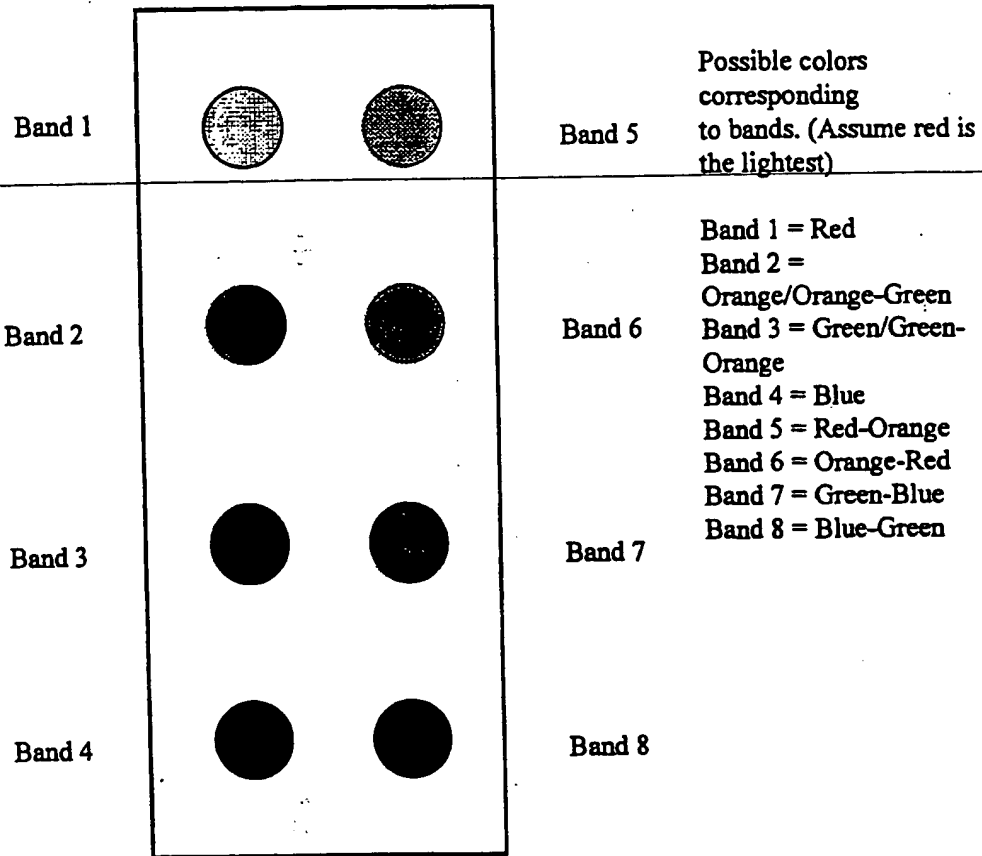 Band 1
Band 5
Possible colors
corresponding
to bands. (Assume red is
the lightest)
Band 2
Band 6
Band 1 = Red
Band 2 =
Orange/Orange-Green
Band 3 = Green/Green-
Orange
Band 4 = Blue
Band 5 = Red-Orange
Band 6 = Orange-Red
Band 7 = Green-Blue
Band 8 = Blue-Green
Band 3
Band 7
Band 4
Band 8